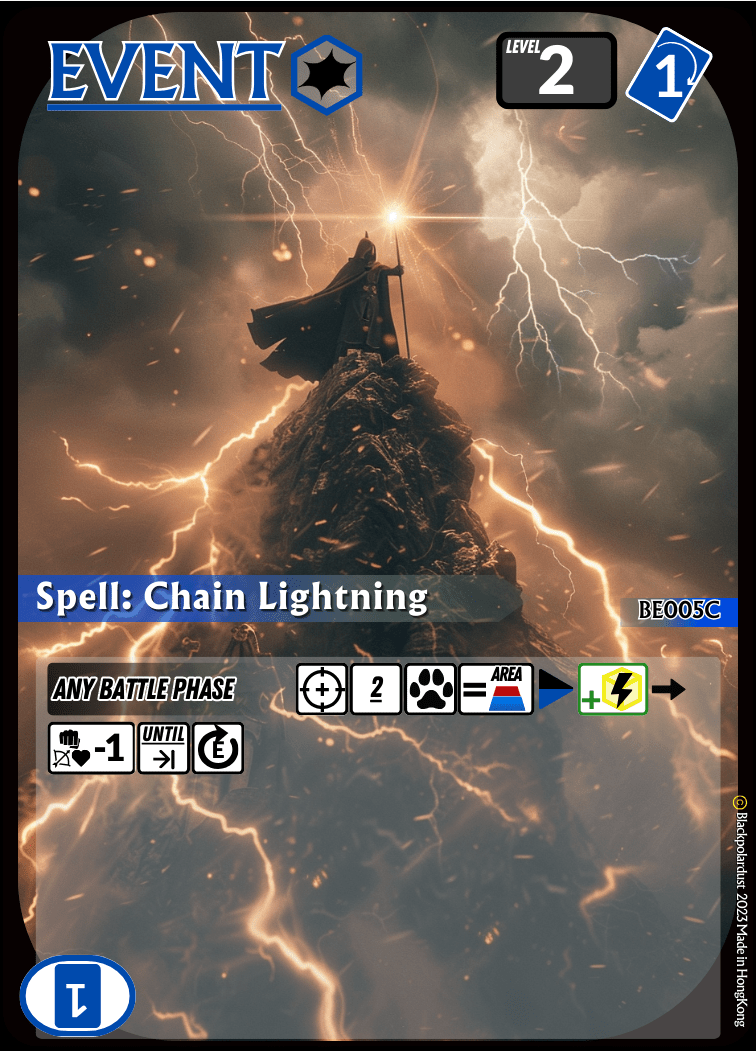 EVENT
LEVEL 2
1
Spell: Chain Lightning
BE005C
ANY BATTLE PHASE
2
= AREA
+
-1
UNTIL
E
© Blackpolardust 2023 Made in HongKong
1